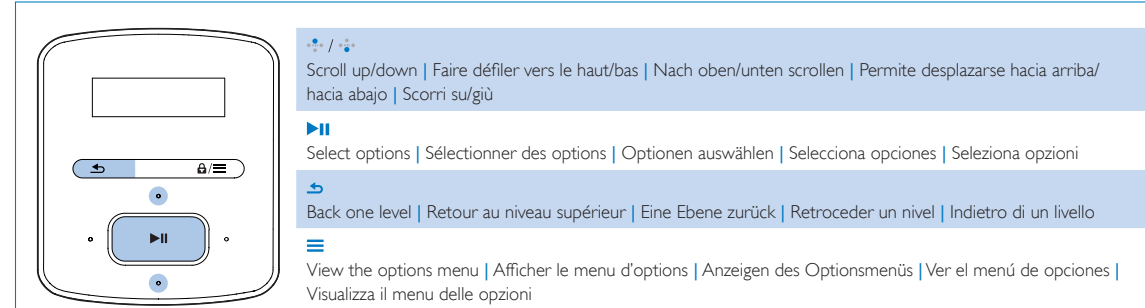 /
Scroll up/down | Faire défiler vers le haut/bas | Nach oben/unten scrollen | Permite desplazarse hacia arriba/
hacia abajo | Scorri su/giù
Select options | Sélectionner des options | Optionen auswählen | Selecciona opciones | Seleziona opzioni
Back one level | Retour au niveau supérieur | Eine Ebene zurück | Retroceder un nivel | Indietro di un livello
View the options menu | Afficher le menu d'options | Anzeigen des Optionsmenüs | Ver el menú de opciones |
Visualizza il menu delle opzioni